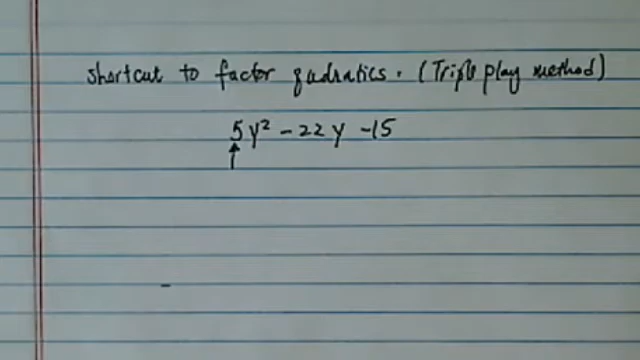 shortcut to factor quadratics. (Triple play method)
5y² - 22y - 15